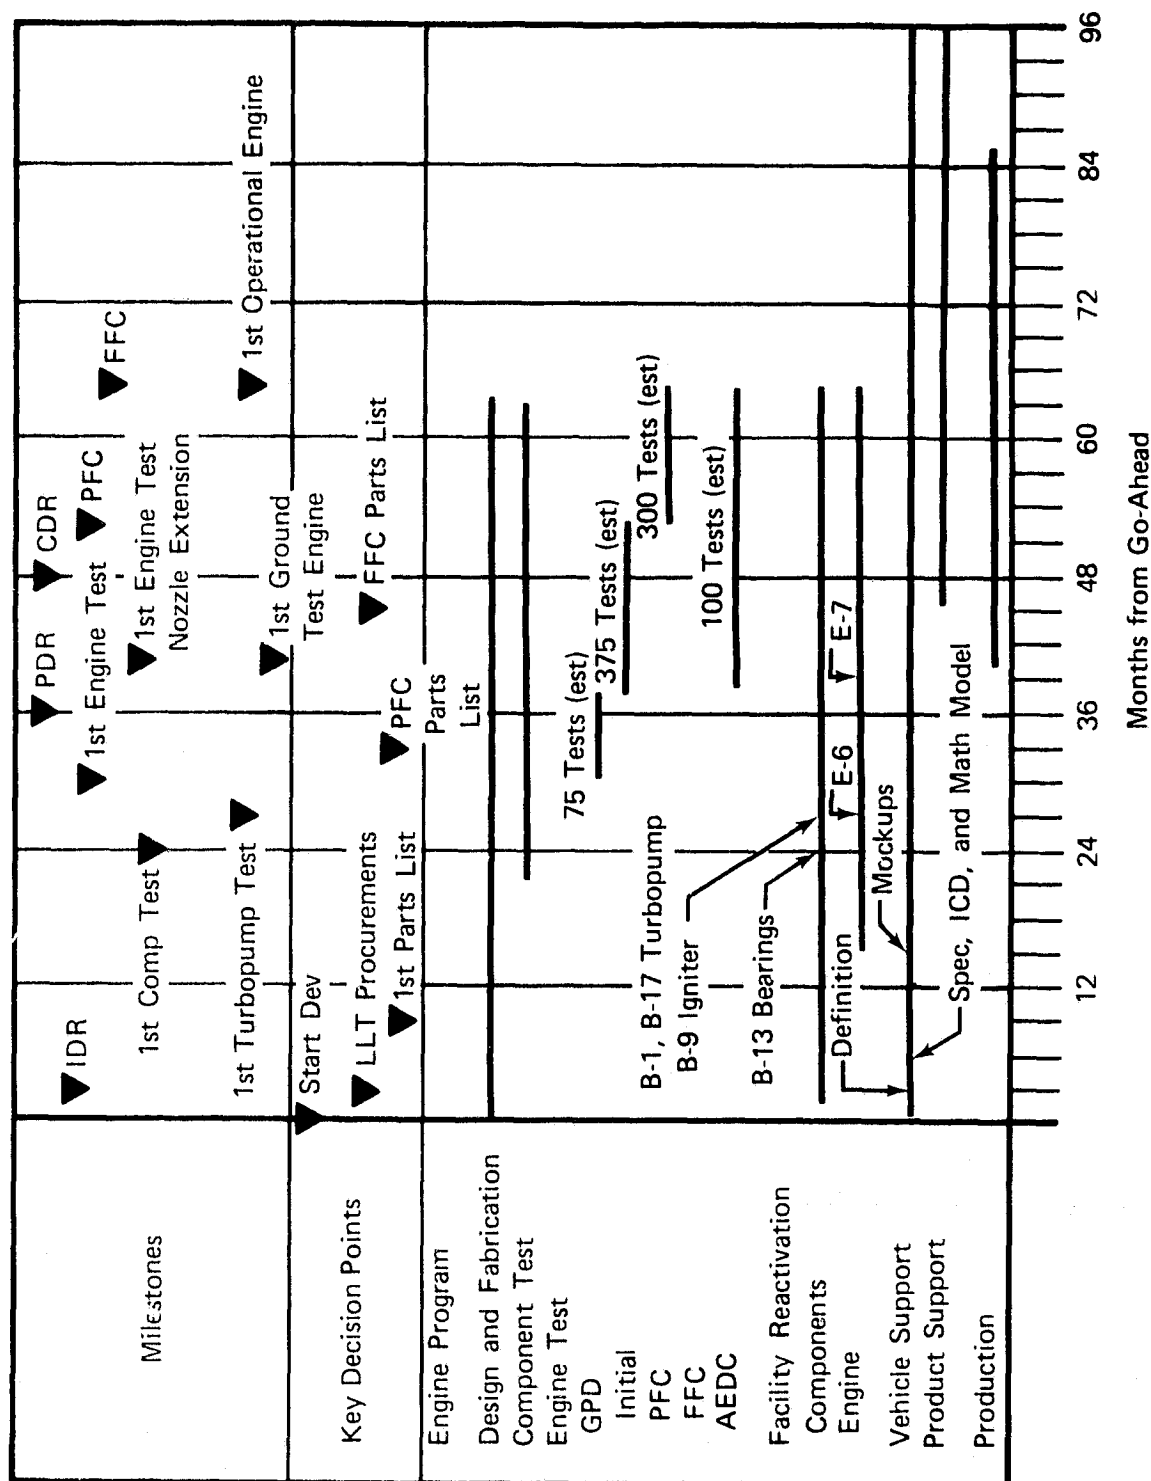 Milestones
IDR
PDR
CDR
1st Engine Test
PFC
FFC
1st Comp Test
1st Engine Test
Nozzle Extension
1st Turbopump Test
1st Operational Engine
Key Decision Points
Start Dev
1st Ground
Test Engine
LLT Procurements
FFC Parts List
1st Parts List
PFC
Parts
List
Engine Program
Design and Fabrication
Component Test
Engine Test
GPD
Initial
75 Tests (est)
PFC
375 Tests (est)
FFC
300 Tests (est)
AEDC
100 Tests (est)
B-1, B-17 Turbopump
B-9 Igniter
B-13 Bearings
Facility Reactivation
Components
Engine
E-6
E-7
Definition
Mockups
Vehicle Support
Product Support
Spec, ICD, and Math Model
Production
12
24
36
48
60
72
84
96
Months from Go-Ahead